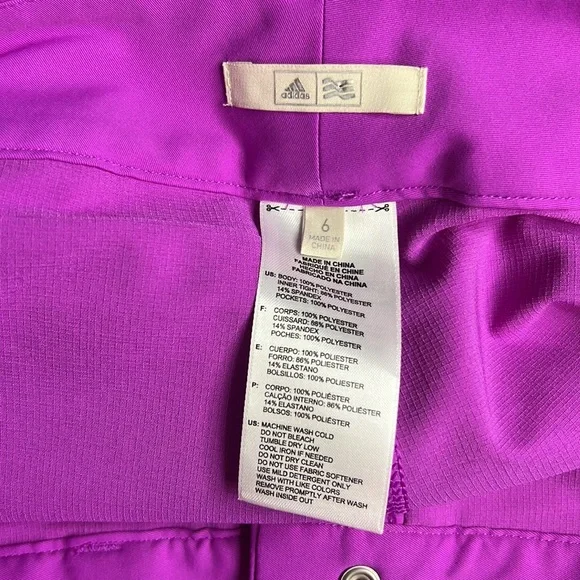 adidas
6
MADE IN
CHINA
MADE IN CHINA
FABRIQUÉ EN CHINE
HECHO EN CHINA
FABRICADO NA CHINA
US: BODY: 100% POLYESTER
INNER TIGHT: 86% POLYESTER
14% SPANDEX
POCKETS: 100% POLYESTER
F: CORPS: 100% POLYESTER
CUISSARD: 86% POLYESTER
14% SPANDEX
POCHES: 100% POLYESTER
E: CUERPO: 100% POLIESTER
FORRO: 86% POLIESTER
14% ELASTANO
BOLSILLOS: 100% POLIESTER
P: CORPO: 100% POLIÉSTER
CALÇÃO INTERNO: 86% POLIÉSTER
14% ELASTANO
BOLSOS: 100% POLIÉSTER
US: MACHINE WASH COLD
DO NOT BLEACH
TUMBLE DRY LOW
COOL IRON IF NEEDED
DO NOT DRY CLEAN
DO NOT USE FABRIC SOFTENER
USE MILD DETERGENT ONLY
WASH WITH LIKE COLORS
REMOVE PROMPTLY AFTER WASH
WASH INSIDE OUT